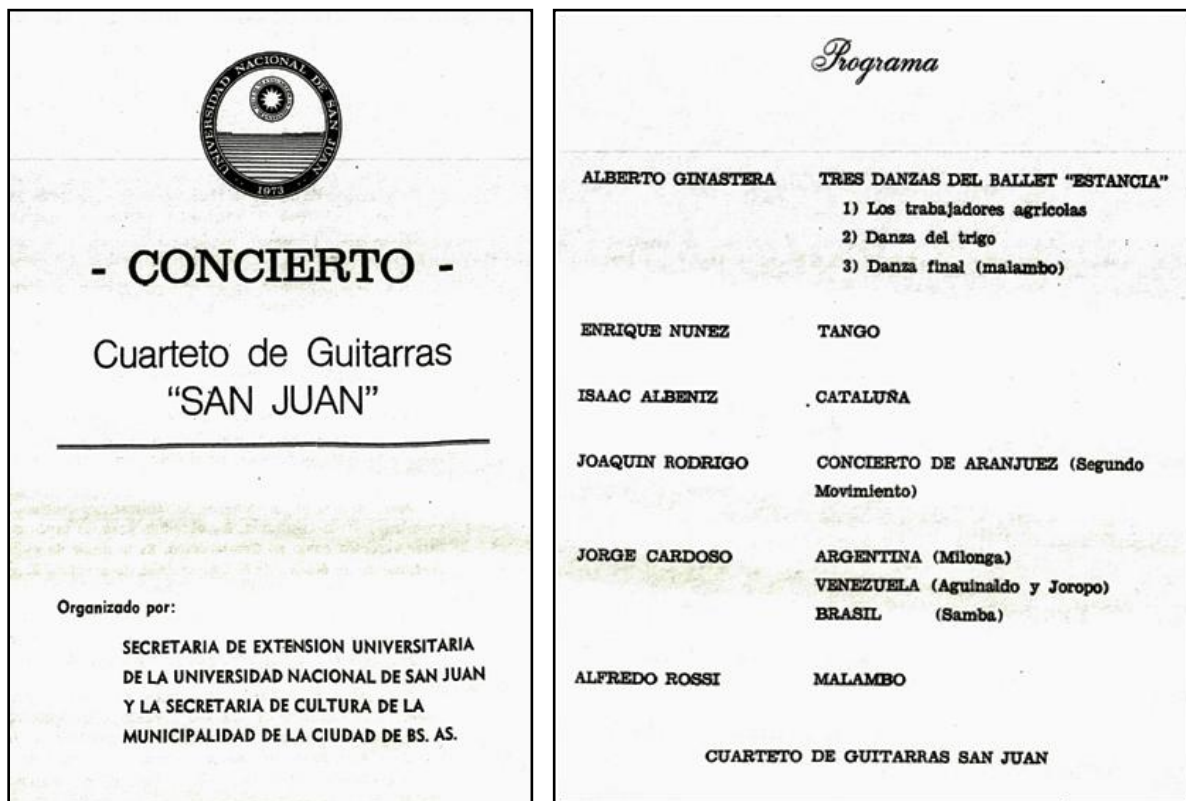 UNIVERSIDAD NACIONAL DE SAN JUAN
1973
- CONCIERTO -
Cuarteto de Guitarras
“SAN JUAN”
Organizado por:
SECRETARIA DE EXTENSION UNIVERSITARIA
DE LA UNIVERSIDAD NACIONAL DE SAN JUAN
Y LA SECRETARIA DE CULTURA DE LA
MUNICIPALIDAD DE LA CIUDAD DE BS. AS.
Programa
ALBERTO GINASTERA TRES DANZAS DEL BALLET “ESTANCIA”
1) Los trabajadores agricolas
2) Danza del trigo
3) Danza final (malambo)
ENRIQUE NUNEZ TANGO
ISAAC ALBENIZ CATALUÑA
JOAQUIN RODRIGO CONCIERTO DE ARANJUEZ (Segundo
Movimiento)
JORGE CARDOSO ARGENTINA (Milonga)
VENEZUELA (Aguinaldo y Joropo)
BRASIL (Samba)
ALFREDO ROSSI MALAMBO
CUARTETO DE GUITARRAS SAN JUAN